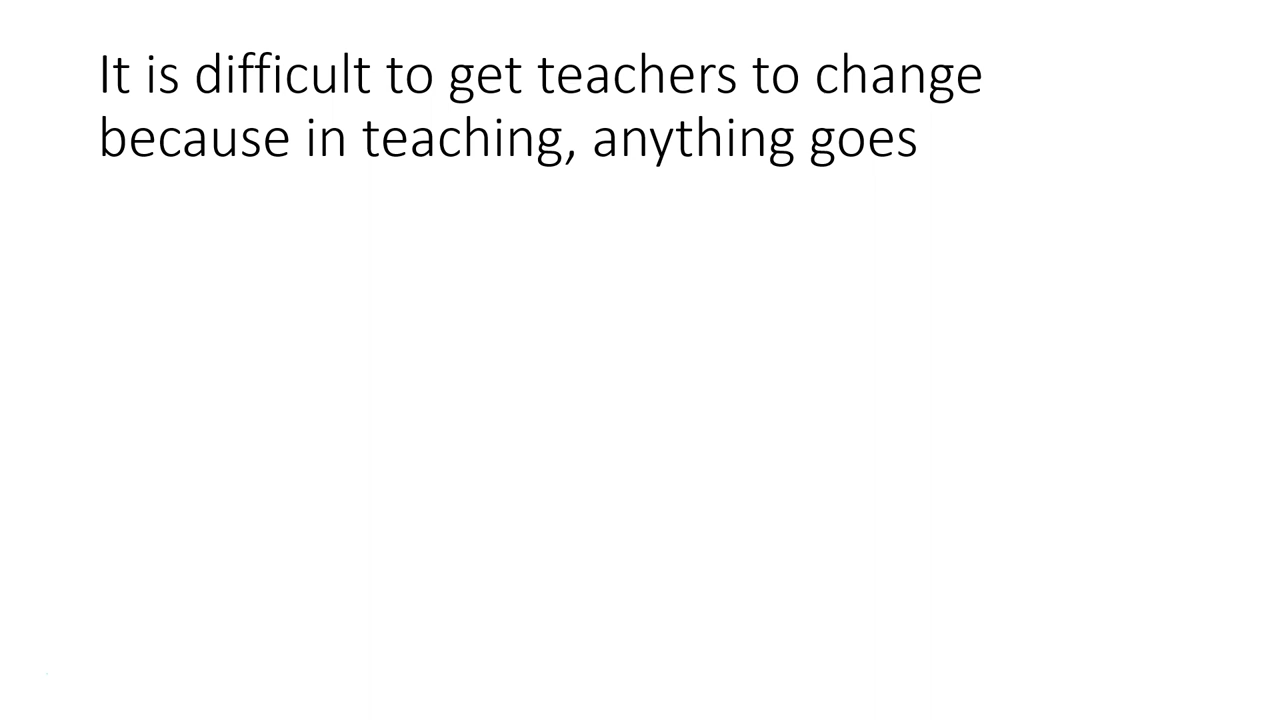 It is difficult to get teachers to change
because in teaching, anything goes